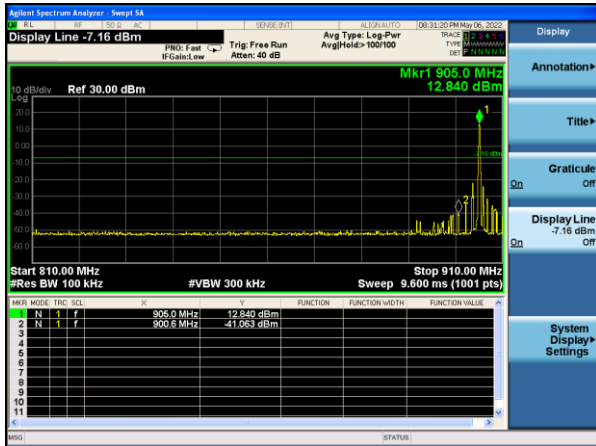 Agilent Spectrum Analyzer - Swept SA
RL RF 50 Ω AC SENSE:INT ALIGNAUTO 08:31:20 PM May 06, 2022
Display Line -7.16 dBm
PNO: Fast Trig: Free Run Avg Type: Log-Pwr TRACE 1 2 3 4 5 6
IFGain:Low Atten: 40 dB Avg|Hold:> 100/100 TYPE M
DET P N N N N N
Mkr1 905.0 MHz
10 dB/div Ref 30.00 dBm 12.840 dBm
Log
20.0
10.0
0.00
-10.0
-20.0
-30.0
-40.0
-50.0
-60.0
1
-7.16 dBm
2
Start 810.00 MHz Stop 910.00 MHz
#Res BW 100 kHz #VBW 300 kHz Sweep 9.600 ms (1001 pts)
MKR MODE TRC SCL X Y FUNCTION FUNCTION WIDTH FUNCTION VALUE
1 N 1 f 905.0 MHz 12.840 dBm
2 N 1 f 900.6 MHz -41.063 dBm
3
4
5
6
7
8
9
10
11
MSG STATUS
Display
Annotation
Title
Graticule
On Off
Display Line
-7.16 dBm
On Off
System
Display
Settings